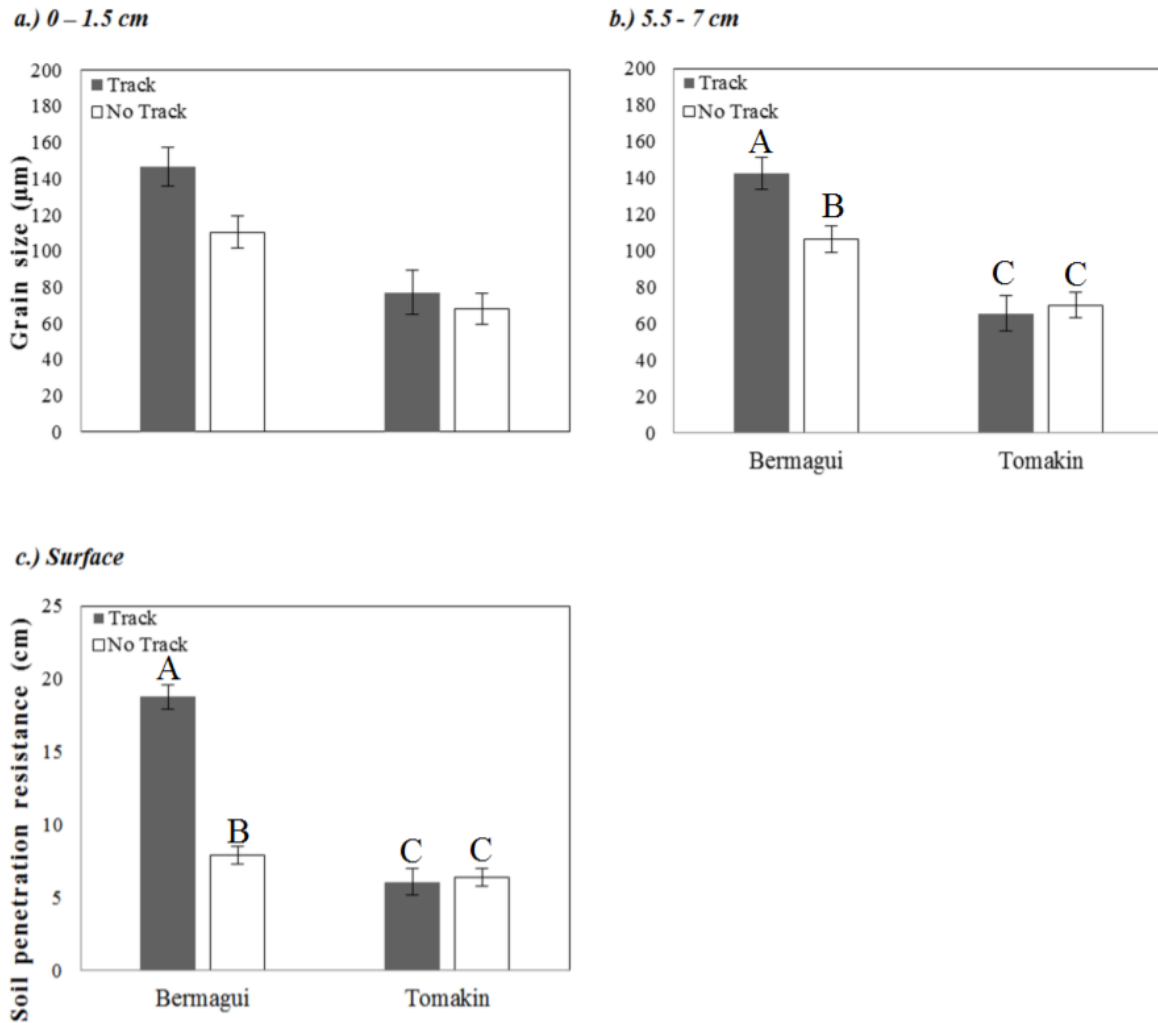 a.) 0 – 1.5 cm
200
180
160
140
120
100
80
60
40
20
0
Grain size (μm)
Track
No Track
b.) 5.5 - 7 cm
200
180
160
140
120
100
80
60
40
20
0
Track
No Track
A
B
C C
Bermagui Tomakin
c.) Surface
25
20
15
10
5
0
Soil penetration resistance (cm)
Track
No Track
A
B
C C
Bermagui Tomakin